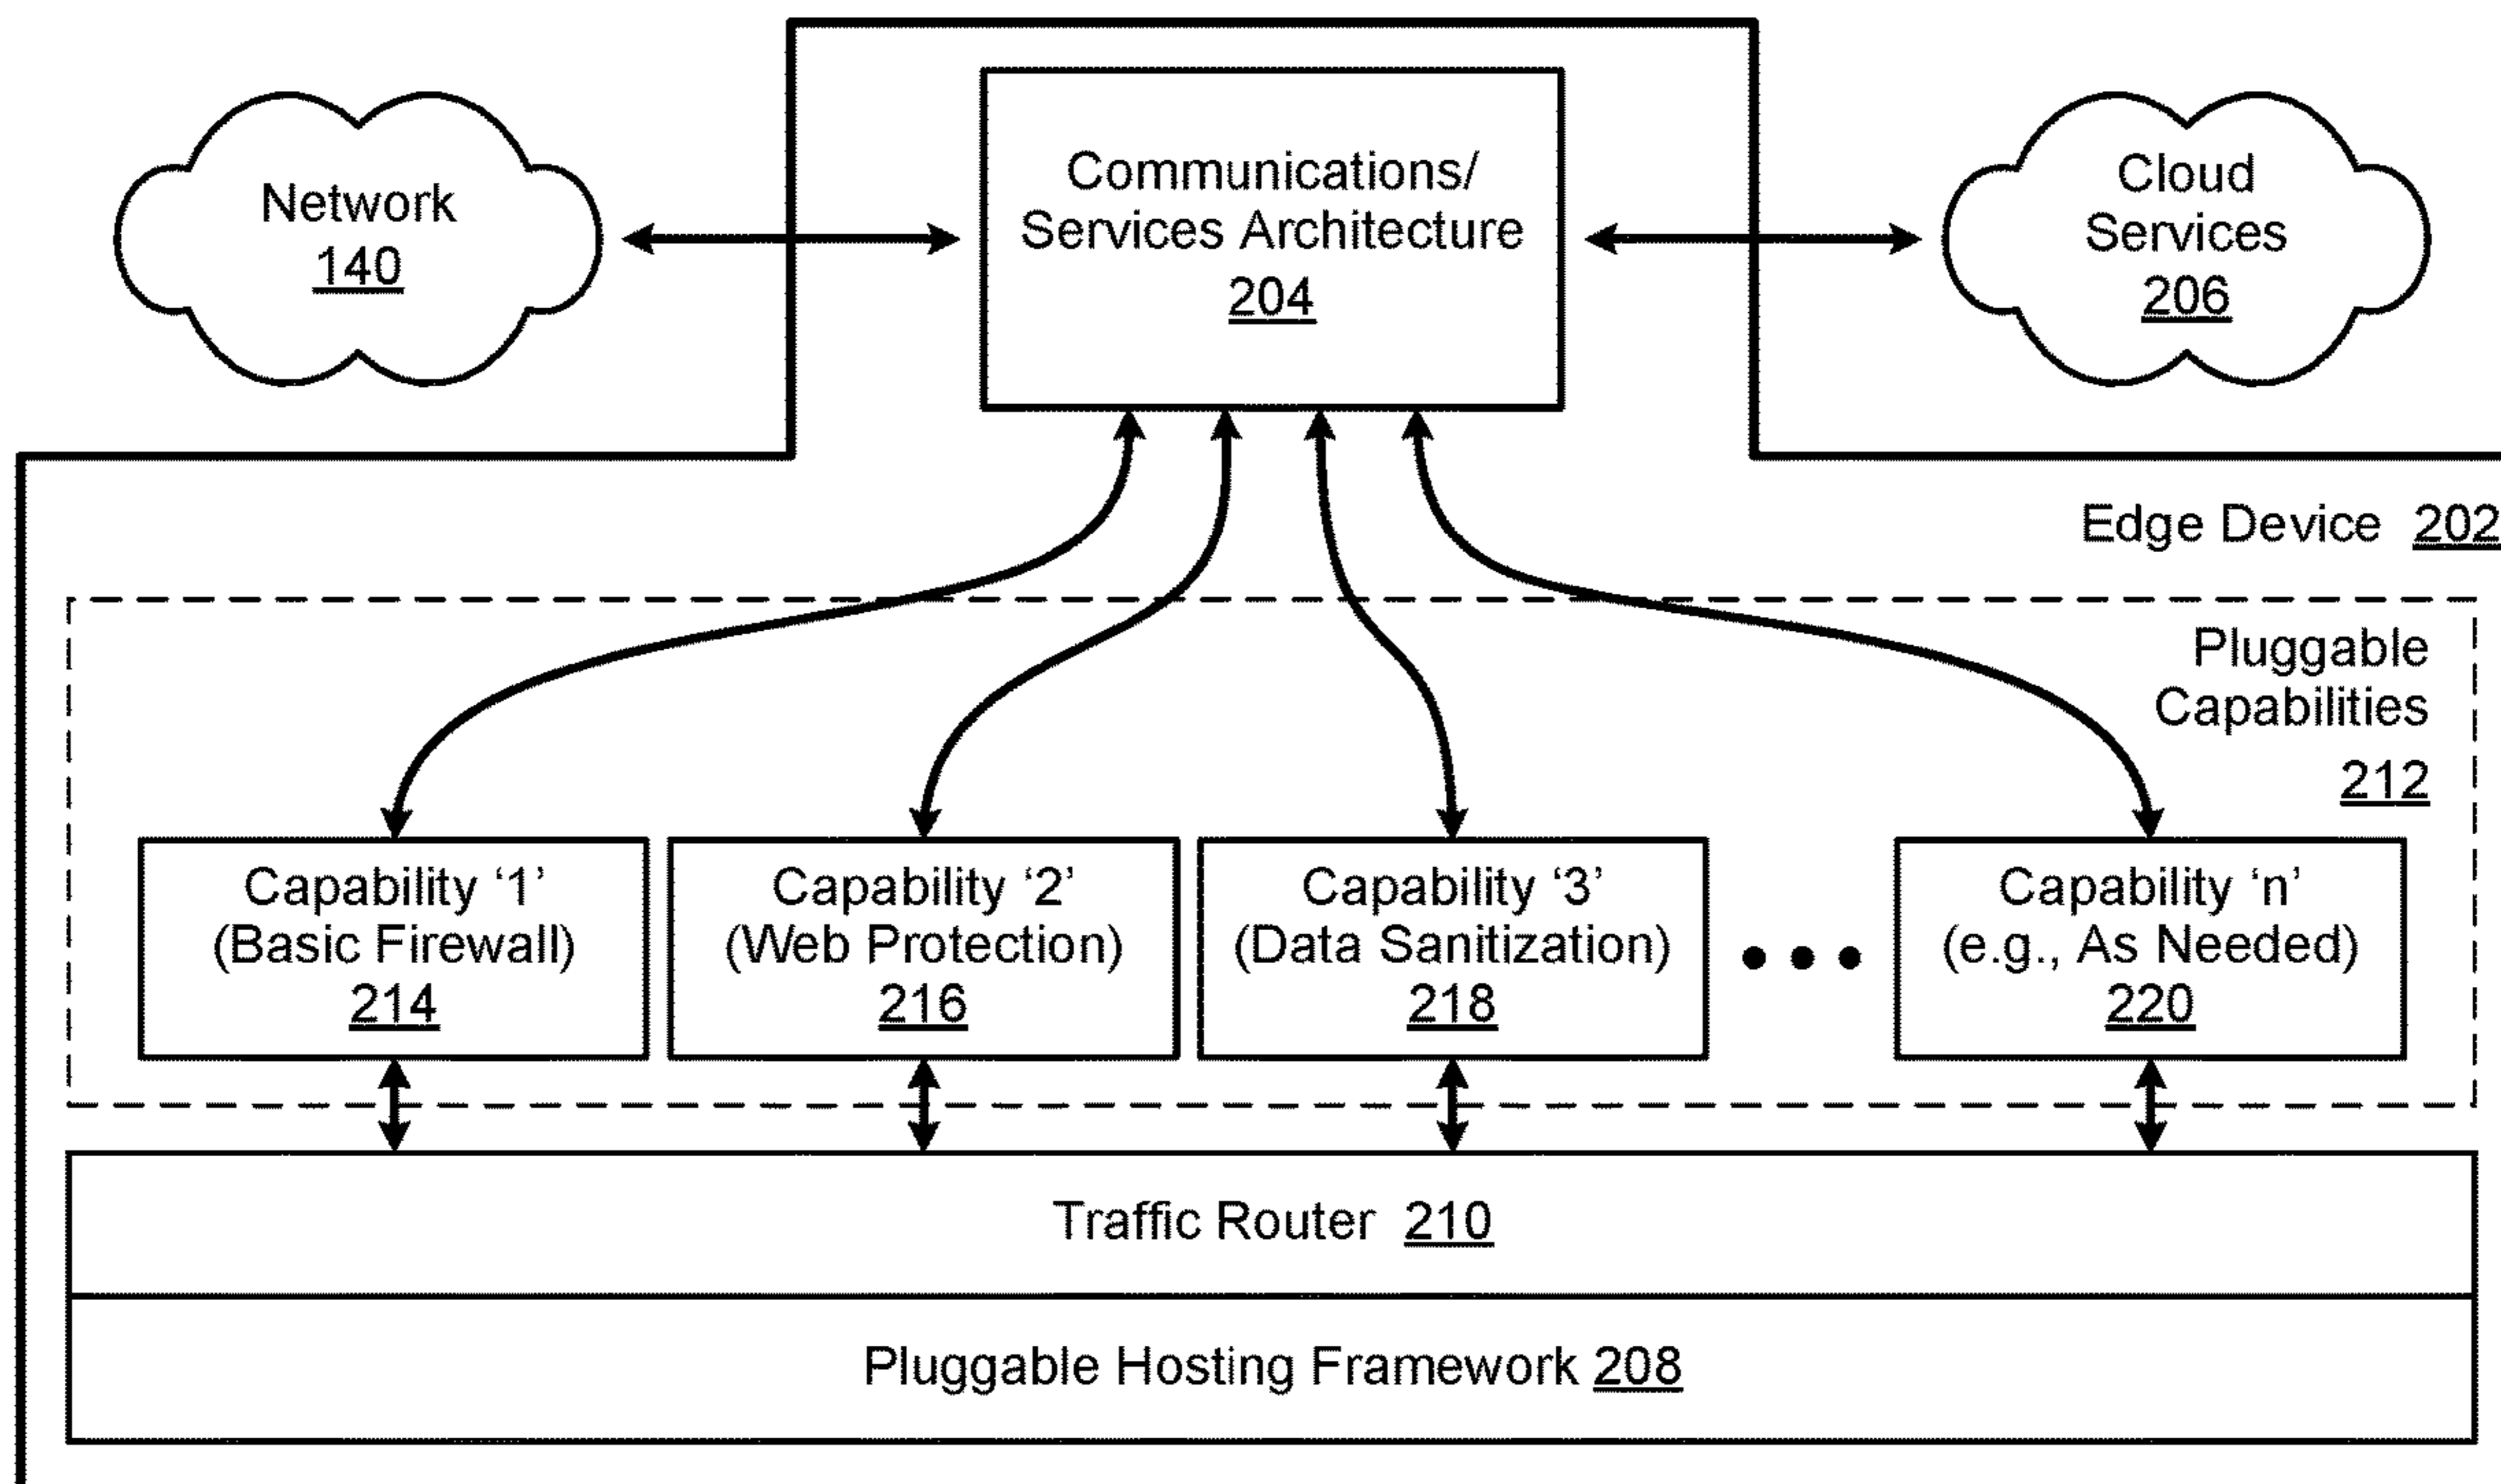 Network
140
Communications/
Services Architecture
204
Cloud
Services
206
Edge Device 202
Pluggable
Capabilities
212
Capability ‘1’
(Basic Firewall)
214
Capability ‘2’
(Web Protection)
216
Capability ‘3’
(Data Sanitization)
218
Capability ‘n’
(e.g., As Needed)
220
Traffic Router 210
Pluggable Hosting Framework 208